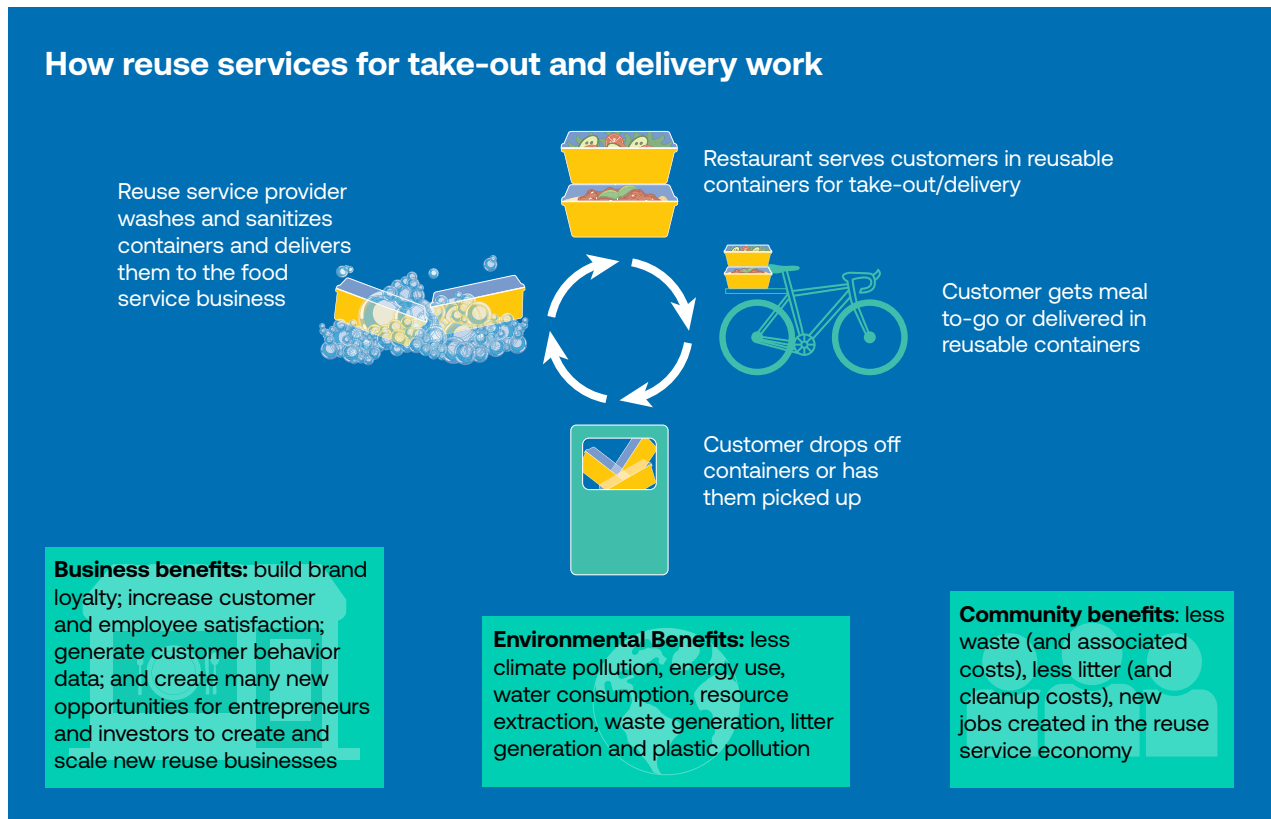 How reuse services for take-out and delivery work
Restaurant serves customers in reusable
containers for take-out/delivery
Reuse service provider
washes and sanitizes
containers and delivers
them to the food
service business
Customer gets meal
to-go or delivered in
reusable containers
Customer drops off
containers or has
them picked up
Business benefits: build brand
loyalty; increase customer
and employee satisfaction;
generate customer behavior
data; and create many new
opportunities for entrepreneurs
and investors to create and
scale new reuse businesses
Environmental Benefits: less
climate pollution, energy use,
water consumption, resource
extraction, waste generation, litter
generation and plastic pollution
Community benefits: less
waste (and associated
costs), less litter (and
cleanup costs), new
jobs created in the reuse
service economy